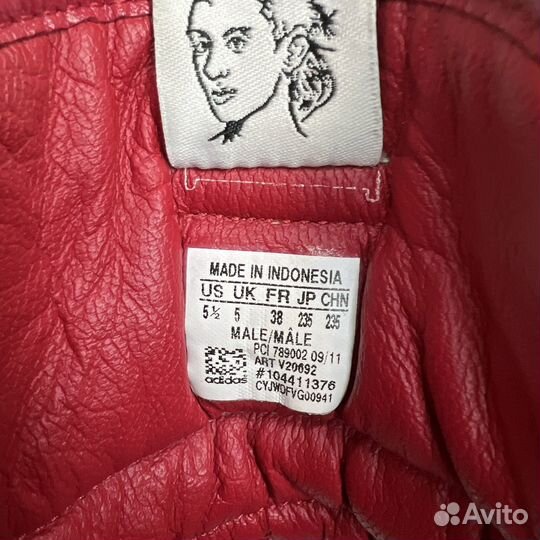 MADE IN INDONESIA
US UK FR JP CHN
5½ 5 38 235 235
MALE/MÂLE
PCI 789002 09/11
ART V20692
#104411376
adidas CYJWDFVG00941
Avito